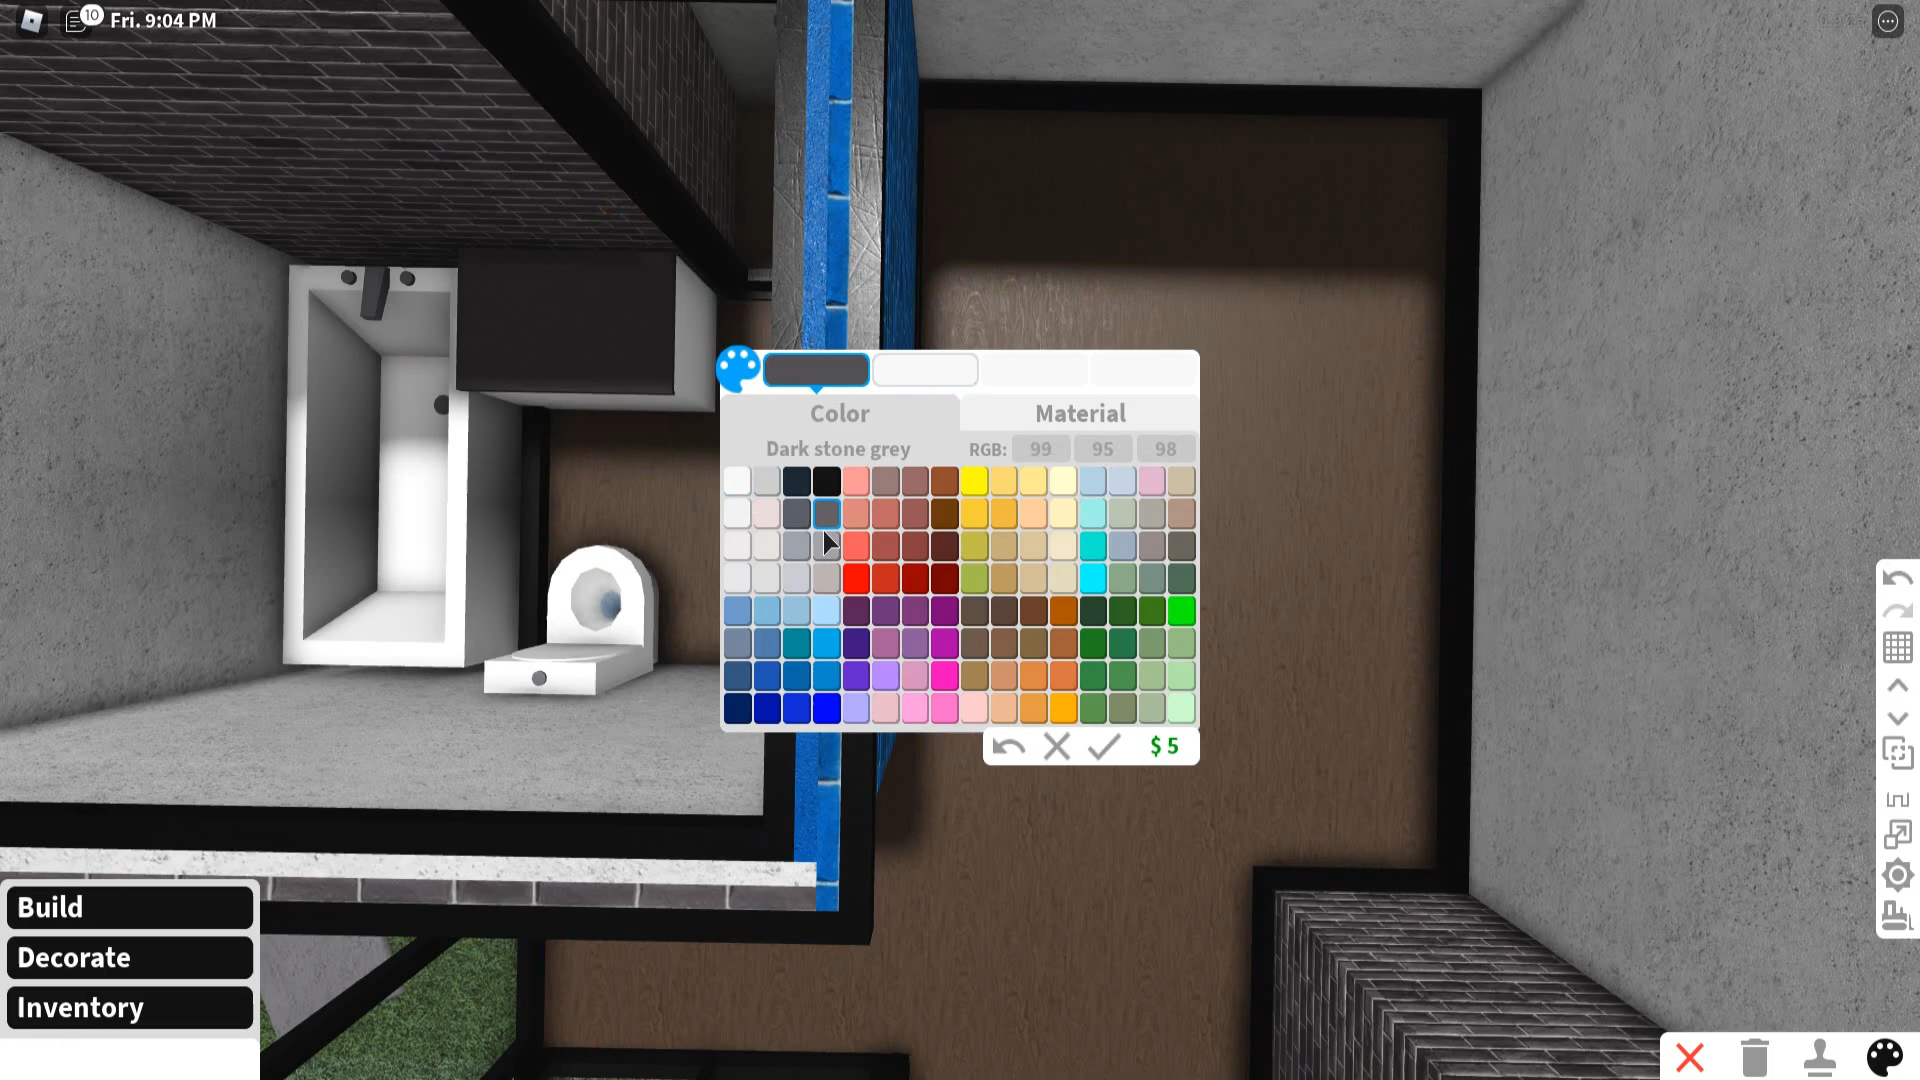 10
Fri. 9:04 PM
Color
Material
Dark stone grey
RGB: 99 95 98
$ 5
Build
Decorate
Inventory